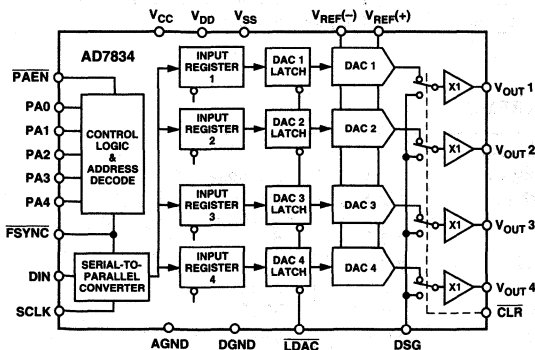 VCC VDD VSS VREF(-) VREF(+)
AD7834
PAEN
PA0
PA1
PA2
PA3
PA4
FSYNC
DIN
SCLK
CONTROL
LOGIC
&
ADDRESS
DECODE
SERIAL-TO-
PARALLEL
CONVERTER
INPUT
REGISTER
1
DAC 1
LATCH
DAC 1
X1
VOUT 1
INPUT
REGISTER
2
DAC 2
LATCH
DAC 2
X1
VOUT 2
INPUT
REGISTER
3
DAC 3
LATCH
DAC 3
X1
VOUT 3
INPUT
REGISTER
4
DAC 4
LATCH
DAC 4
X1
VOUT 4
CLR
AGND DGND LDAC DSG